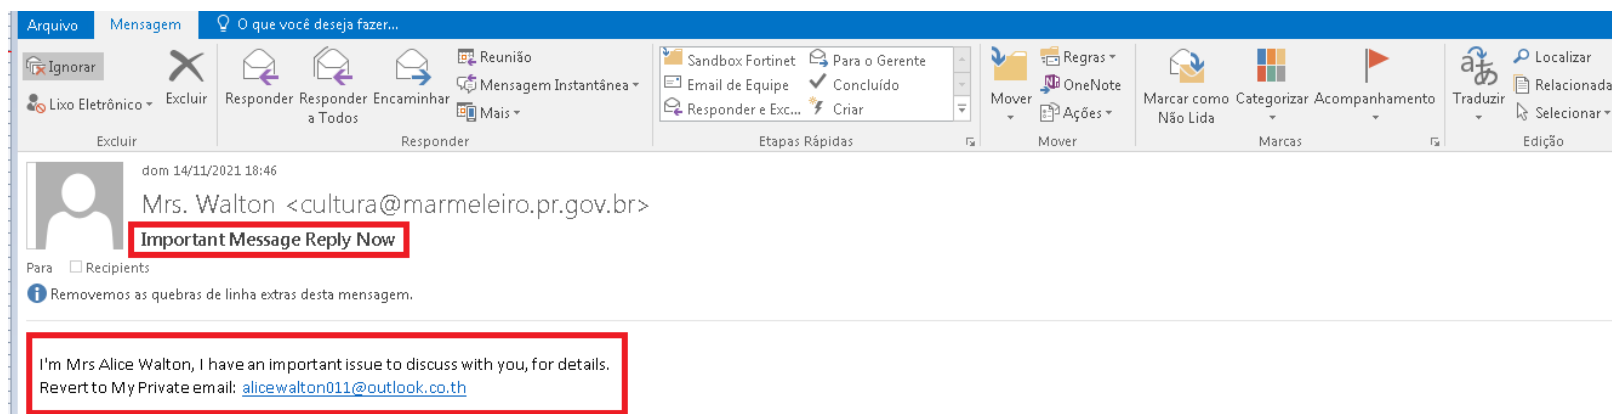 Arquivo Mensagem O que você deseja fazer...
Ignorar
Lixo Eletrônico
Excluir
Responder
Responder a Todos
Encaminhar
Reunião
Mensagem Instantânea
Mais
Sandbox Fortinet Para o Gerente
Email de Equipe Concluído
Responder e Exc... Criar
Mover
Regras
OneNote
Ações
Marcar como
Não Lida
Categorizar
Acompanhamento
Traduzir
Localizar
Relacionada
Selecionar
Excluir Responder Etapas Rápidas Mover Marcas Edição
dom 14/11/2021 18:46
Mrs. Walton <cultura@marmeleiro.pr.gov.br>
Important Message Reply Now
Para Recipients
Removemos as quebras de linha extras desta mensagem.
I'm Mrs Alice Walton, I have an important issue to discuss with you, for details.
Revert to My Private email: alicewalton011@outlook.co.th